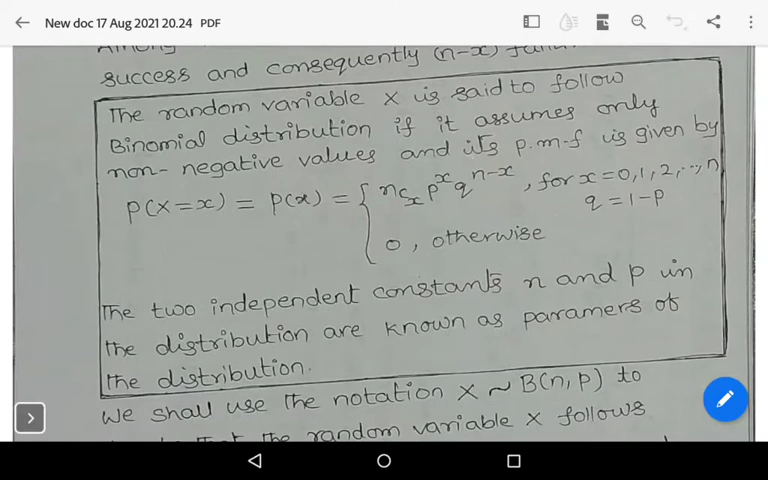 New doc 17 Aug 2021 20.24 PDF
Among
success and consequently (n-x)
The random variable X is said to follow
Binomial distribution if it assumes only
non-negative values and its p.m.f is given by
P(X=x) = p(x) = { ncₓ pˣ qⁿ⁻ˣ, for x=0,1,2,...,n
q = 1-p
0, otherwise
The two independent constants n and p in
the distribution are known as paramers of
the distribution.
We shall use the notation X ~ B(n,p) to
the random variable X follows